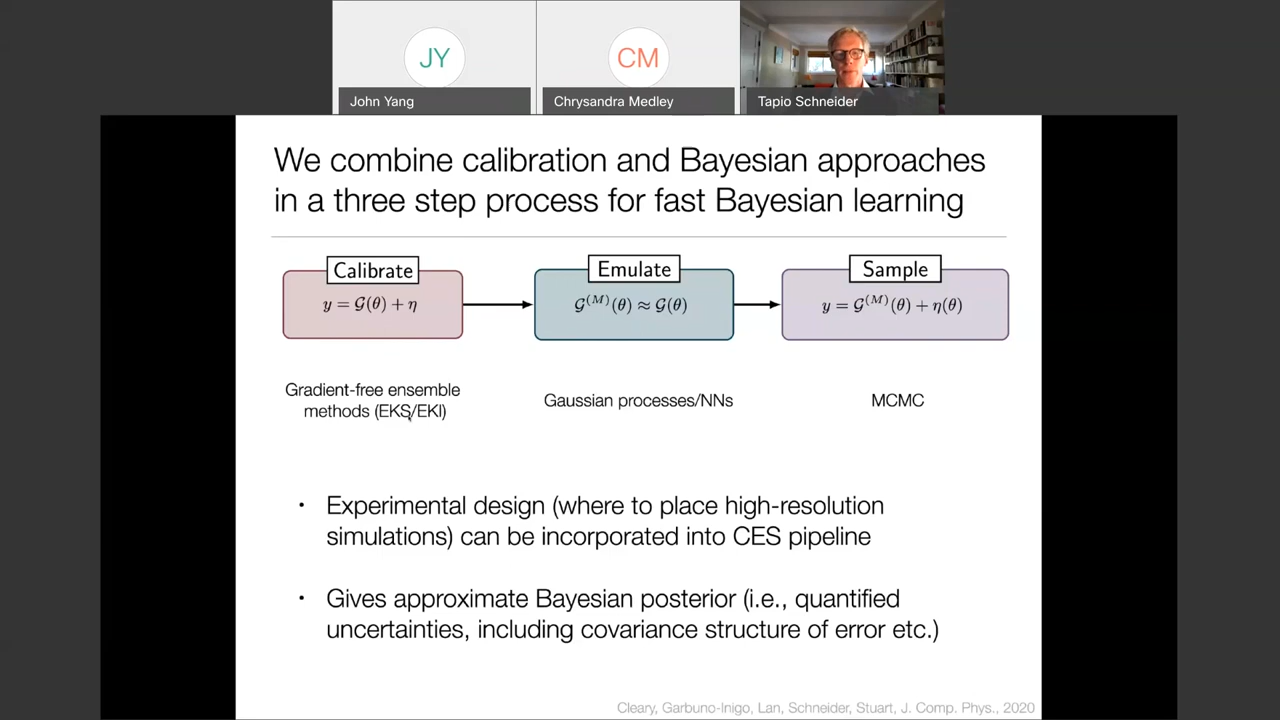 JY
CM
John Yang
Chrysandra Medley
Tapio Schneider
We combine calibration and Bayesian approaches
in a three step process for fast Bayesian learning
Calibrate
y = G(θ) + η
Emulate
G^(M)(θ) ≈ G(θ)
Sample
y = G^(M)(θ) + η(θ)
Gradient-free ensemble
methods (EKS/EKI)
Gaussian processes/NNs
MCMC
• Experimental design (where to place high-resolution
simulations) can be incorporated into CES pipeline
• Gives approximate Bayesian posterior (i.e., quantified
uncertainties, including covariance structure of error etc.)
Cleary, Garbuno-Inigo, Lan, Schneider, Stuart, J. Comp. Phys., 2020